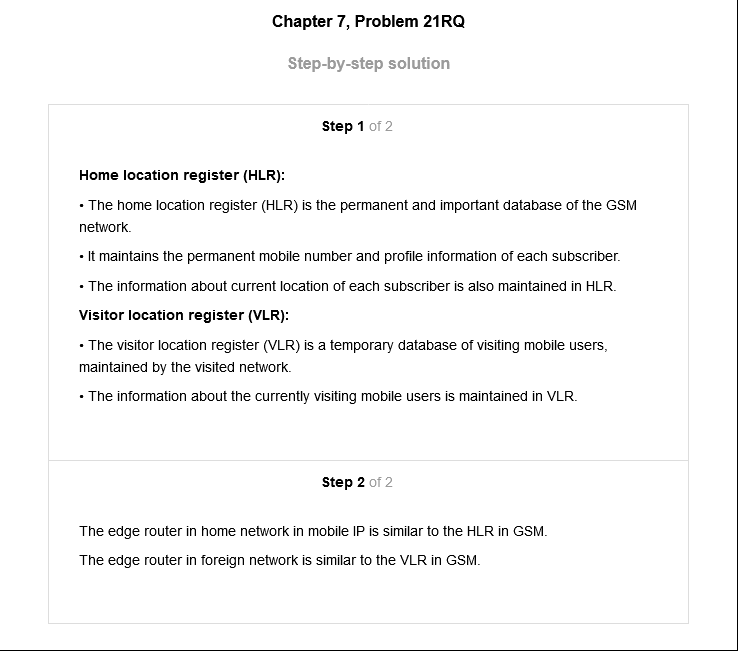 Chapter 7, Problem 21RQ
Step-by-step solution
Step 1 of 2
Home location register (HLR):
• The home location register (HLR) is the permanent and important database of the GSM
network.
• It maintains the permanent mobile number and profile information of each subscriber.
• The information about current location of each subscriber is also maintained in HLR.
Visitor location register (VLR):
• The visitor location register (VLR) is a temporary database of visiting mobile users,
maintained by the visited network.
• The information about the currently visiting mobile users is maintained in VLR.
Step 2 of 2
The edge router in home network in mobile IP is similar to the HLR in GSM.
The edge router in foreign network is similar to the VLR in GSM.